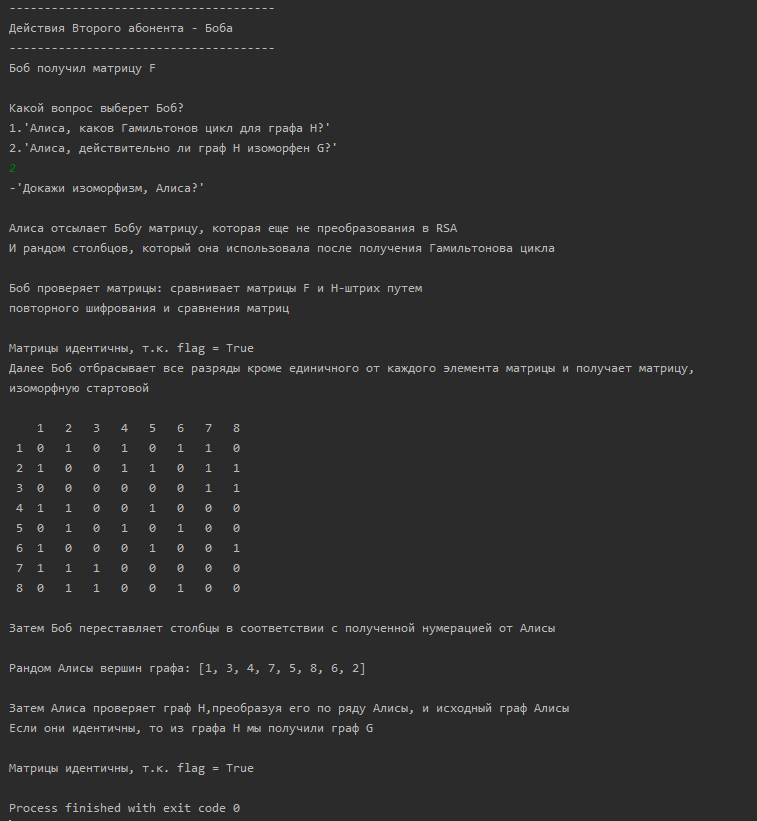 --------------------------------------
Действия Второго абонента - Боба
--------------------------------------
Боб получил матрицу F
Какой вопрос выберет Боб?
1.'Алиса, каков Гамильтонов цикл для графа H?'
2.'Алиса, действительно ли граф H изоморфен G?'
2
-'Докажи изоморфизм, Алиса?'
Алиса отсылает Бобу матрицу, которая еще не преобразования в RSA
И рандом столбцов, который она использовала после получения Гамильтонова цикла
Боб проверяет матрицы: сравнивает матрицы F и H-штрих путем
повторного шифрования и сравнения матриц
Матрицы идентичны, т.к. flag = True
Далее Боб отбрасывает все разряды кроме единичного от каждого элемента матрицы и получает матрицу,
изоморфную стартовой
1 2 3 4 5 6 7 8
1 0 1 0 1 0 1 1 0
2 1 0 0 1 1 0 1 1
3 0 0 0 0 0 0 1 1
4 1 1 0 0 1 0 0 0
5 0 1 0 1 0 1 0 0
6 1 0 0 0 1 0 0 1
7 1 1 1 0 0 0 0 0
8 0 1 1 0 0 1 0 0
Затем Боб переставляет столбцы в соответствии с полученной нумерацией от Алисы
Рандом Алисы вершин графа: [1, 3, 4, 7, 5, 8, 6, 2]
Затем Алиса проверяет граф H,преобразуя его по ряду Алисы, и исходный граф Алисы
Если они идентичны, то из графа H мы получили граф G
Матрицы идентичны, т.к. flag = True
Process finished with exit code 0